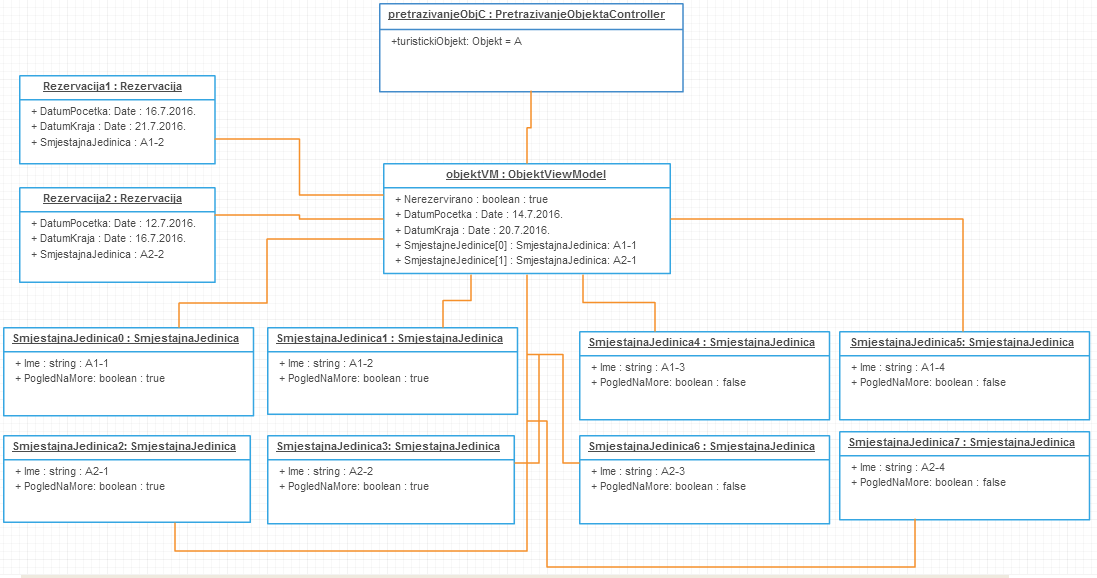 pretrazivanjeObjC : PretrazivanjeObjektaController
+turistickiObjekt: Objekt = A
Rezervacija1 : Rezervacija
+ DatumPocetka: Date : 16.7.2016.
+ DatumKraja : Date : 21.7.2016.
+ SmjestajnaJedinica : A1-2
Rezervacija2 : Rezervacija
+ DatumPocetka: Date : 12.7.2016.
+ DatumKraja : Date : 16.7.2016.
+ SmjestajnaJedinica : A2-2
objektVM : ObjektViewModel
+ Nerezervirano : boolean : true
+ DatumPocetka : Date : 14.7.2016.
+ DatumKraja : Date : 20.7.2016.
+ SmjestajneJedinice[0] : SmjestajnaJedinica: A1-1
+ SmjestajneJedinice[1] : SmjestajnaJedinica: A2-1
SmjestajnaJedinica0 : SmjestajnaJedinica
+ Ime : string : A1-1
+ PogledNaMore: boolean : true
SmjestajnaJedinica1 : SmjestajnaJedinica
+ Ime : string : A1-2
+ PogledNaMore: boolean : true
SmjestajnaJedinica4 : SmjestajnaJedinica
+ Ime : string : A1-3
+ PogledNaMore: boolean : false
SmjestajnaJedinica5: SmjestajnaJedinica
+ Ime : string : A1-4
+ PogledNaMore: boolean : false
SmjestajnaJedinica2: SmjestajnaJedinica
+ Ime : string : A2-1
+ PogledNaMore: boolean : true
SmjestajnaJedinica3: SmjestajnaJedinica
+ Ime : string : A2-2
+ PogledNaMore: boolean : true
SmjestajnaJedinica6 : SmjestajnaJedinica
+ Ime : string : A2-3
+ PogledNaMore: boolean : false
SmjestajnaJedinica7 : SmjestajnaJedinica
+ Ime : string : A2-4
+ PogledNaMore: boolean : false